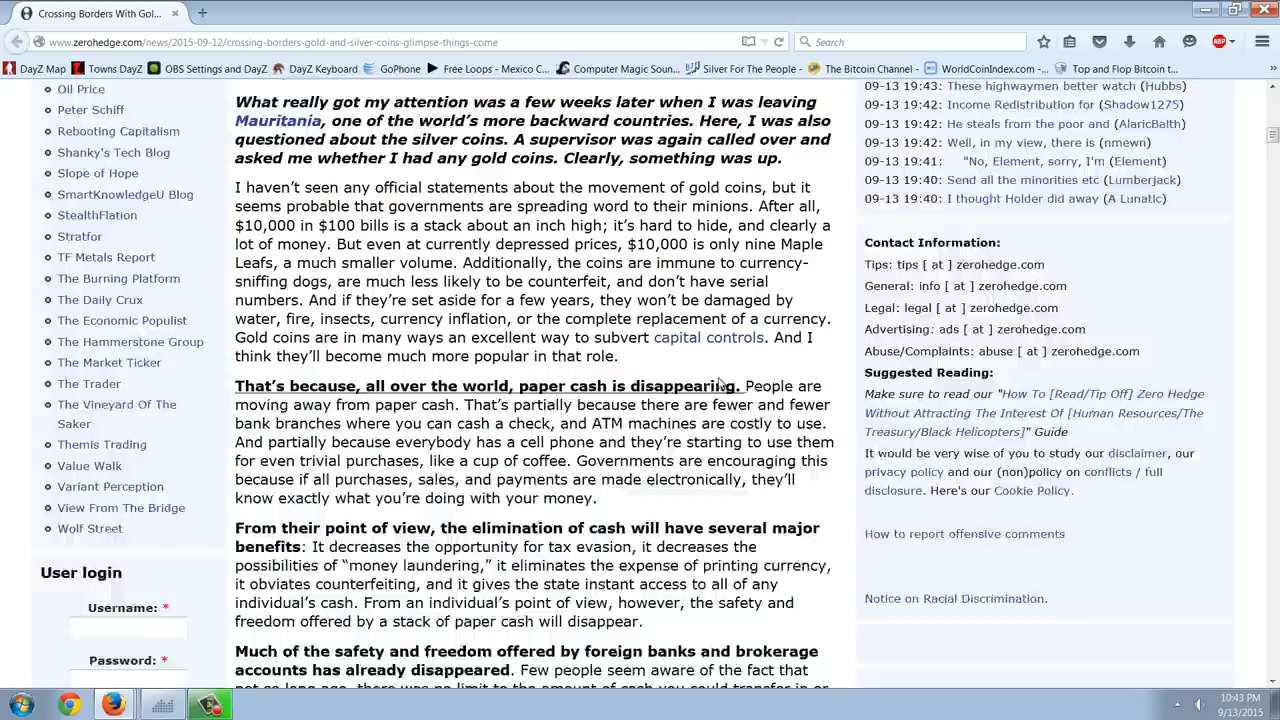 Crossing Borders With Gol...
www.zerohedge.com/news/2015-09-12/crossing-borders-gold-and-silver-coins-glimpse-things-come
Search
ABP
DayZ Map
Towns DayZ
OBS Settings and DayZ
DayZ Keyboard
GoPhone
Free Loops - Mexico C...
Computer Magic Soun...
Silver For The People -
The Bitcoin Channel -
WorldCoinIndex.com -...
Top and Flop Bitcoin t...
Oil Price
Peter Schiff
Rebooting Capitalism
Shanky's Tech Blog
Slope of Hope
SmartKnowledgeU Blog
StealthFlation
Stratfor
TF Metals Report
The Burning Platform
The Daily Crux
The Economic Populist
The Hammerstone Group
The Market Ticker
The Trader
The Vineyard Of The
Saker
Themis Trading
Value Walk
Variant Perception
View From The Bridge
Wolf Street
User login
Username: *
Password: *
What really got my attention was a few weeks later when I was leaving
Mauritania, one of the world's more backward countries. Here, I was also
questioned about the silver coins. A supervisor was again called over and
asked me whether I had any gold coins. Clearly, something was up.
I haven't seen any official statements about the movement of gold coins, but it
seems probable that governments are spreading word to their minions. After all,
$10,000 in $100 bills is a stack about an inch high; it's hard to hide, and clearly a
lot of money. But even at currently depressed prices, $10,000 is only nine Maple
Leafs, a much smaller volume. Additionally, the coins are immune to currency-
sniffing dogs, are much less likely to be counterfeit, and don't have serial
numbers. And if they're set aside for a few years, they won't be damaged by
water, fire, insects, currency inflation, or the complete replacement of a currency.
Gold coins are in many ways an excellent way to subvert capital controls. And I
think they'll become much more popular in that role.
That's because, all over the world, paper cash is disappearing. People are
moving away from paper cash. That's partially because there are fewer and fewer
bank branches where you can cash a check, and ATM machines are costly to use.
And partially because everybody has a cell phone and they're starting to use them
for even trivial purchases, like a cup of coffee. Governments are encouraging this
because if all purchases, sales, and payments are made electronically, they'll
know exactly what you're doing with your money.
From their point of view, the elimination of cash will have several major
benefits: It decreases the opportunity for tax evasion, it decreases the
possibilities of “money laundering,” it eliminates the expense of printing currency,
it obviates counterfeiting, and it gives the state instant access to all of any
individual's cash. From an individual's point of view, however, the safety and
freedom offered by a stack of paper cash will disappear.
Much of the safety and freedom offered by foreign banks and brokerage
accounts has already disappeared. Few people seem aware of the fact that
09-13 19:43: These highwaymen better watch (Hubbs)
09-13 19:42: Income Redistribution for (Shadow1275)
09-13 19:42: He steals from the poor and (AlaricBalth)
09-13 19:42: Well, in my view, there is (nmewn)
09-13 19:41: "No, Element, sorry, I'm (Element)
09-13 19:40: Send all the minorities etc (Lumberjack)
09-13 19:40: I thought Holder did away (A Lunatic)
Contact Information:
Tips: tips [ at ] zerohedge.com
General: info [ at ] zerohedge.com
Legal: legal [ at ] zerohedge.com
Advertising: ads [ at ] zerohedge.com
Abuse/Complaints: abuse [ at ] zerohedge.com
Suggested Reading:
Make sure to read our "How To [Read/Tip Off] Zero Hedge
Without Attracting The Interest Of [Human Resources/The
Treasury/Black Helicopters]" Guide
It would be very wise of you to study our disclaimer, our
privacy policy and our (non)policy on conflicts / full
disclosure. Here's our Cookie Policy.
How to report offensive comments
Notice on Racial Discrimination.
10:43 PM
9/13/2015